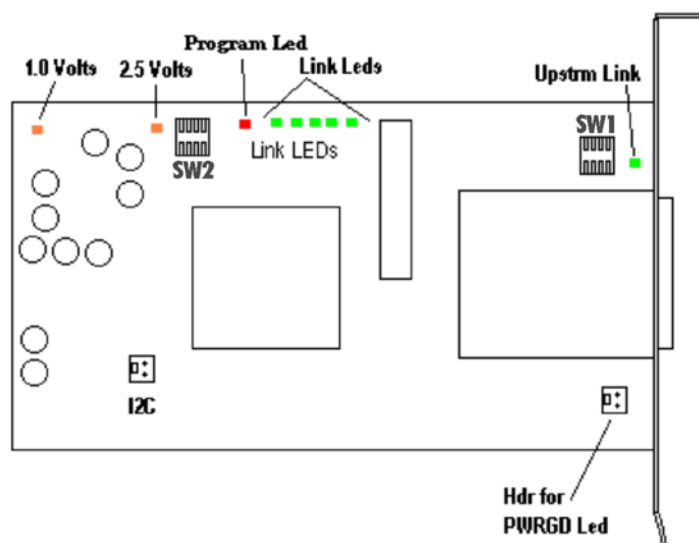 Program Led
1.0 Volts
2.5 Volts
Link Leds
Upstrm Link
SW2
Link LEDs
SW1
I2C
Hdr for
PWRGD Led